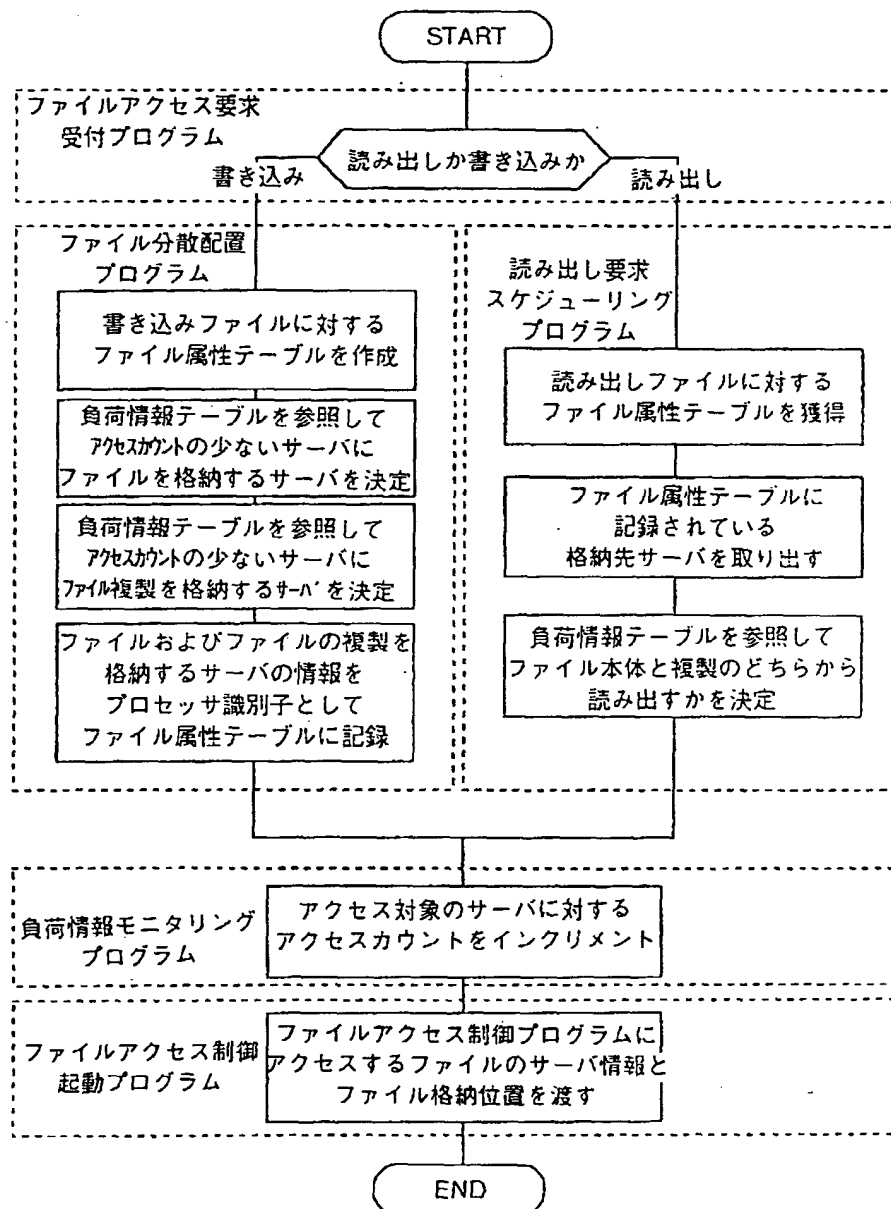 START
ファイルアクセス要求
受付プログラム
読み出しか書き込みか
書き込み
読み出し
ファイル分散配置
プログラム
書き込みファイルに対する
ファイル属性テーブルを作成
負荷情報テーブルを参照して
アクセスカウントの少ないサーバに
ファイルを格納するサーバを決定
負荷情報テーブルを参照して
アクセスカウントの少ないサーバに
ファイル複製を格納するサーバを決定
ファイルおよびファイルの複製を
格納するサーバの情報を
プロセッサ識別子として
ファイル属性テーブルに記録
読み出し要求
スケジューリング
プログラム
読み出しファイルに対する
ファイル属性テーブルを獲得
ファイル属性テーブルに
記録されている
格納先サーバを取り出す
負荷情報テーブルを参照して
ファイル本体と複製のどちらから
読み出すかを決定
負荷情報モニタリング
プログラム
アクセス対象のサーバに対する
アクセスカウントをインクリメント
ファイルアクセス制御
起動プログラム
ファイルアクセス制御プログラムに
アクセスするファイルのサーバ情報と
ファイル格納位置を渡す
END